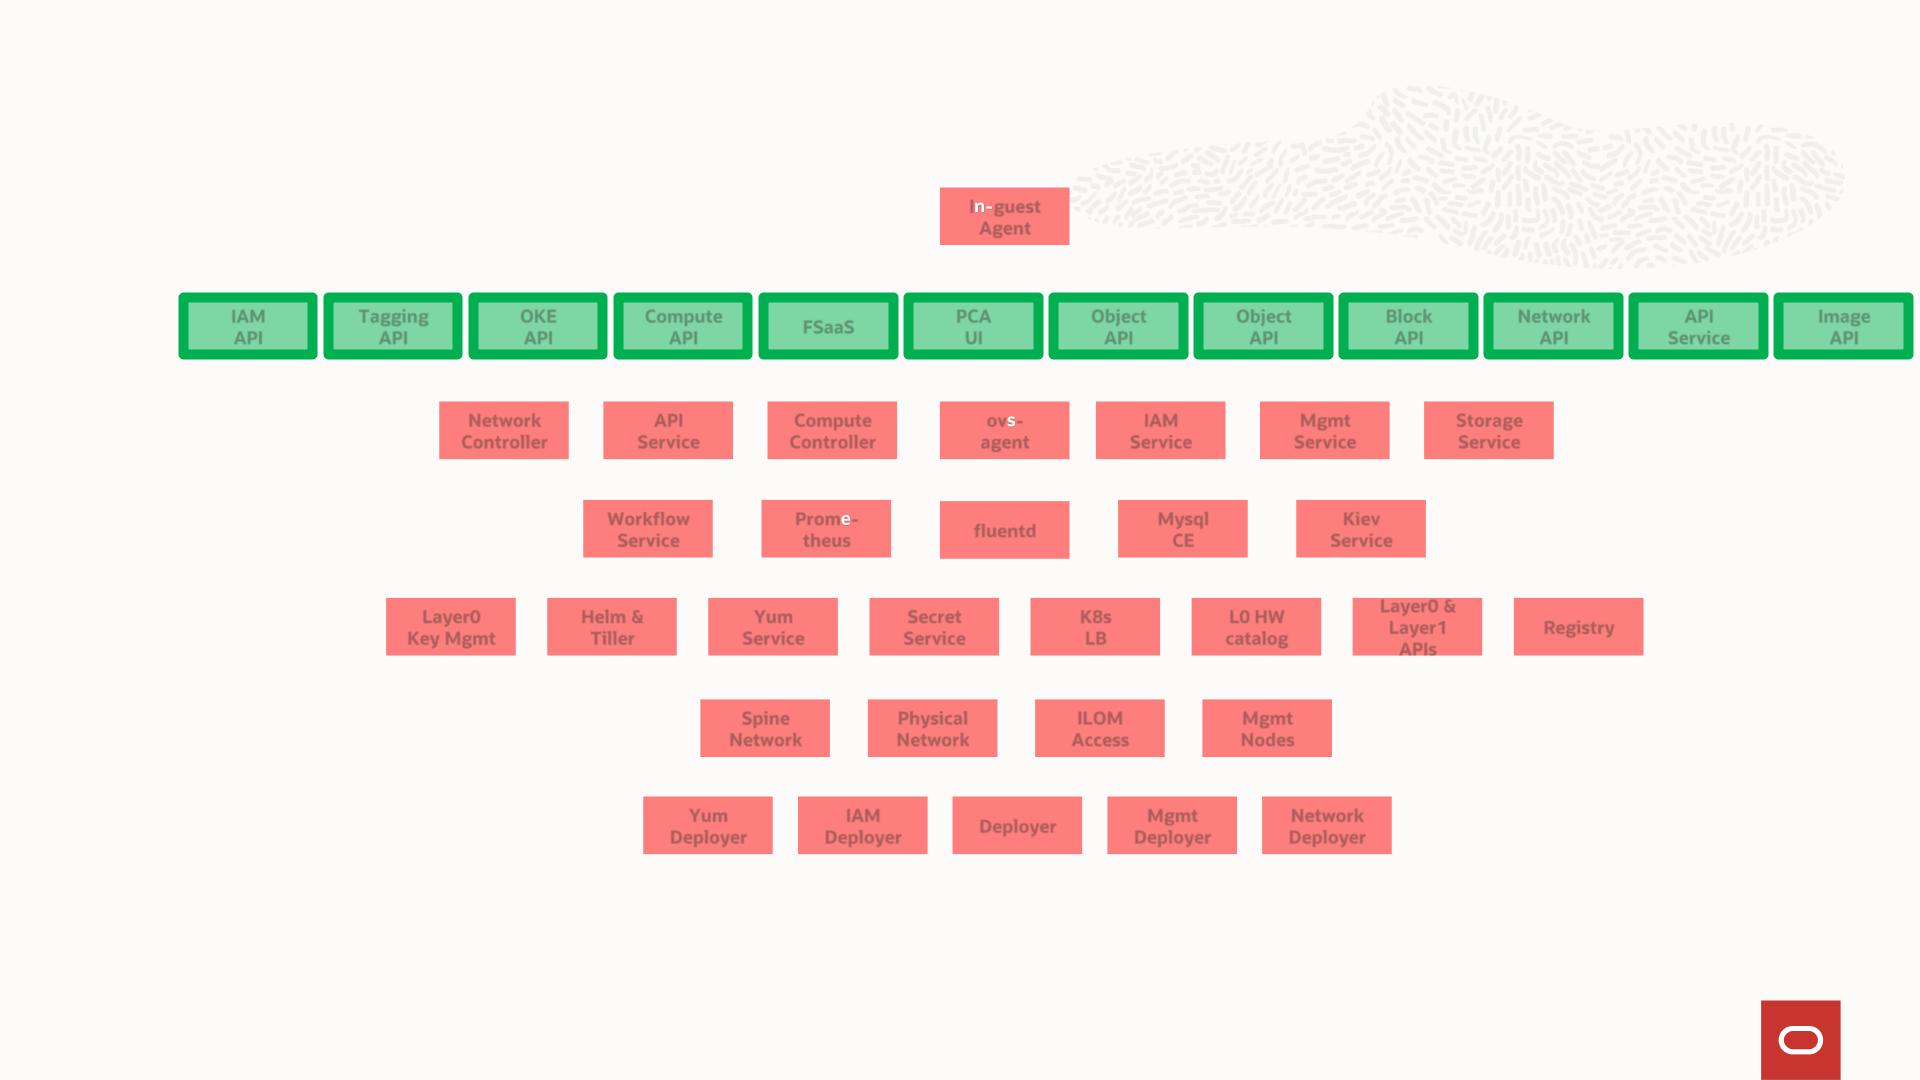 In-guest
Agent
IAM
API
Tagging
API
OKE
API
Compute
API
FSaaS
PCA
UI
Object
API
Object
API
Block
API
Network
API
API
Service
Image
API
Network
Controller
API
Service
Compute
Controller
ovs-
agent
IAM
Service
Mgmt
Service
Storage
Service
Workflow
Service
Prome-
theus
fluentd
Mysql
CE
Kiev
Service
Layer0
Key Mgmt
Helm &
Tiller
Yum
Service
Secret
Service
K8s
LB
L0 HW
catalog
Layer0 &
Layer1
APIs
Registry
Spine
Network
Physical
Network
ILOM
Access
Mgmt
Nodes
Yum
Deployer
IAM
Deployer
Deployer
Mgmt
Deployer
Network
Deployer